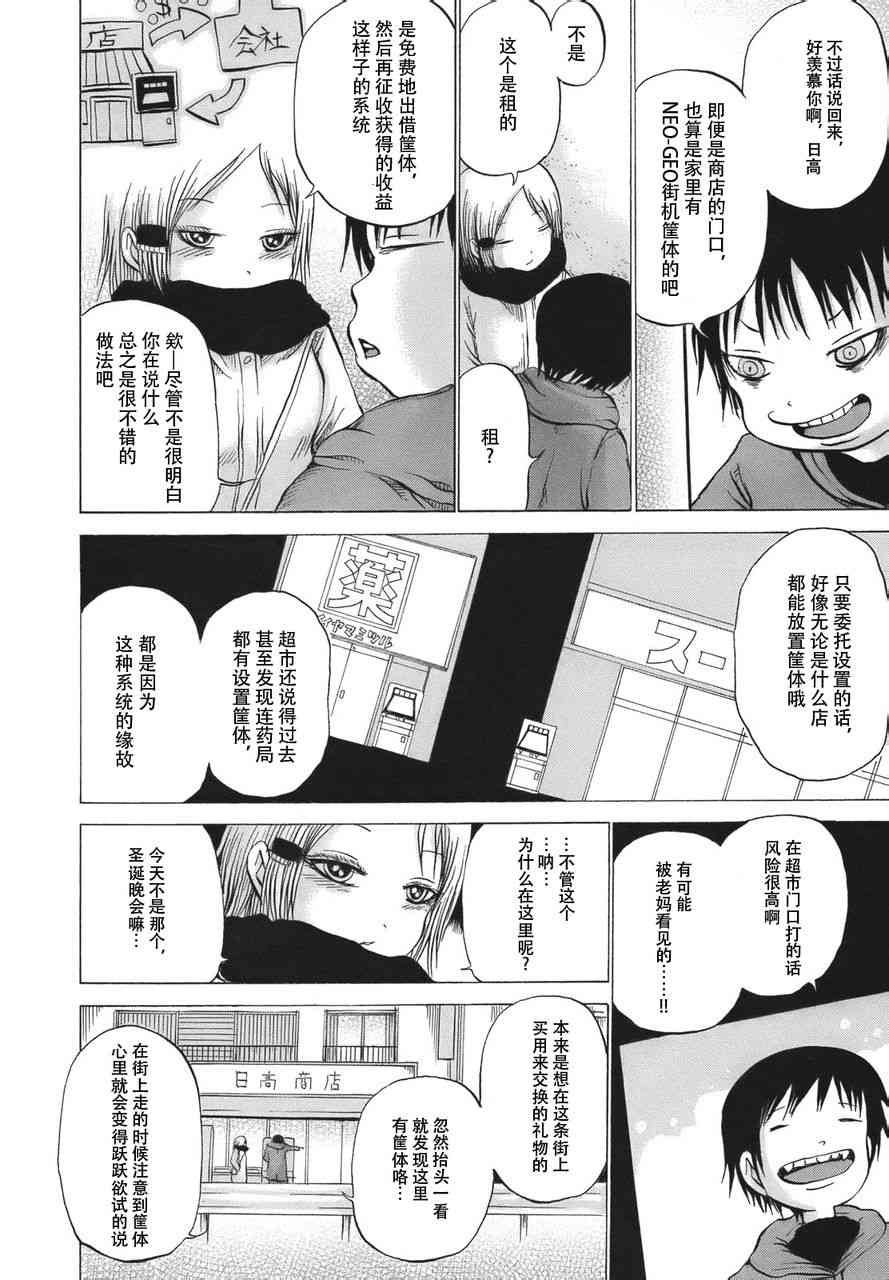 不过话说回来，
好羡慕你啊，日高
即便是商店的门口，
也算是家里有
NEO-GEO街机筐体的吧
不是
这个是租的
租？
店
$
会社
是免费地出借筐体，
然后再征收获得的收益
这样子的系统
欸—尽管不是很明白
你在说什么
总之是很不错的
做法吧
只要委托设置的话，
好像无论是什么店
都能放置筐体哦
スー
薬
ヤマミツル
超市还说得过去
甚至发现连药局
都有设置筐体，
都是因为
这种系统的缘故
在超市门口打的话
风险很高啊
有可能
被老妈看见的……!!
…不管这个
…呐…
为什么在这里呢？
今天不是那个，
圣诞晚会嘛…
本来是想在这条街上
买用来交换的礼物的
忽然抬头一看
就发现这里
有筐体咯…
日高商店
在街上走的时候注意到筐体
心里就会变得跃跃欲试的说